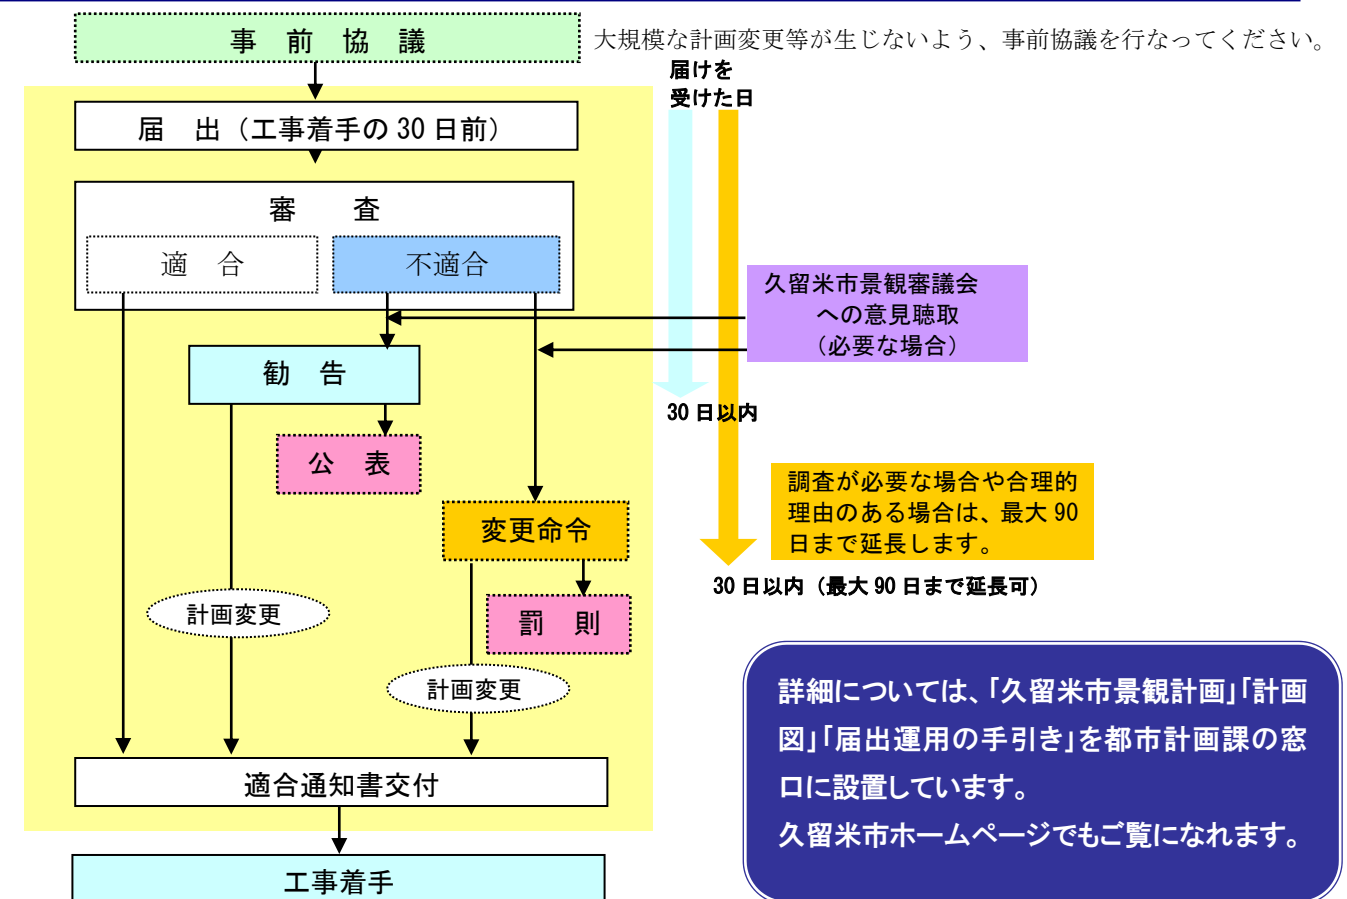 事 前 協 議
大規模な計画変更等が生じないよう、事前協議を行なってください。
届けを
受けた日
届 出（工事着手の 30 日前）
審 査
適 合
不適合
久留米市景観審議会
への意見聴取
（必要な場合）
勧 告
30 日以内
公 表
調査が必要な場合や合理的
理由のある場合は、最大 90
日まで延長します。
変更命令
30 日以内（最大 90 日まで延長可）
計画変更
罰 則
計画変更
詳細については、「久留米市景観計画」「計画
図」「届出運用の手引き」を都市計画課の窓
口に設置しています。
久留米市ホームページでもご覧になれます。
適合通知書交付
工事着手